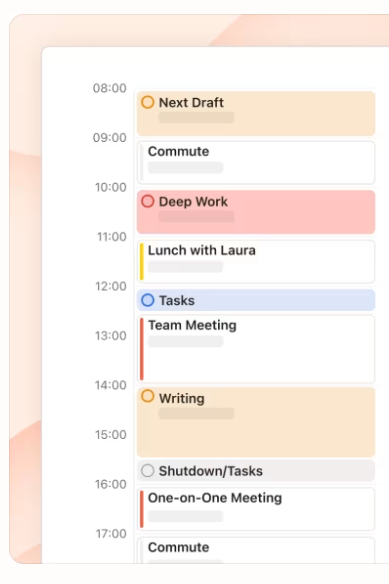 08:00
Next Draft
09:00
Commute
10:00
Deep Work
11:00
Lunch with Laura
12:00
Tasks
Team Meeting
13:00
14:00
Writing
15:00
Shutdown/Tasks
16:00
One-on-One Meeting
17:00
Commute